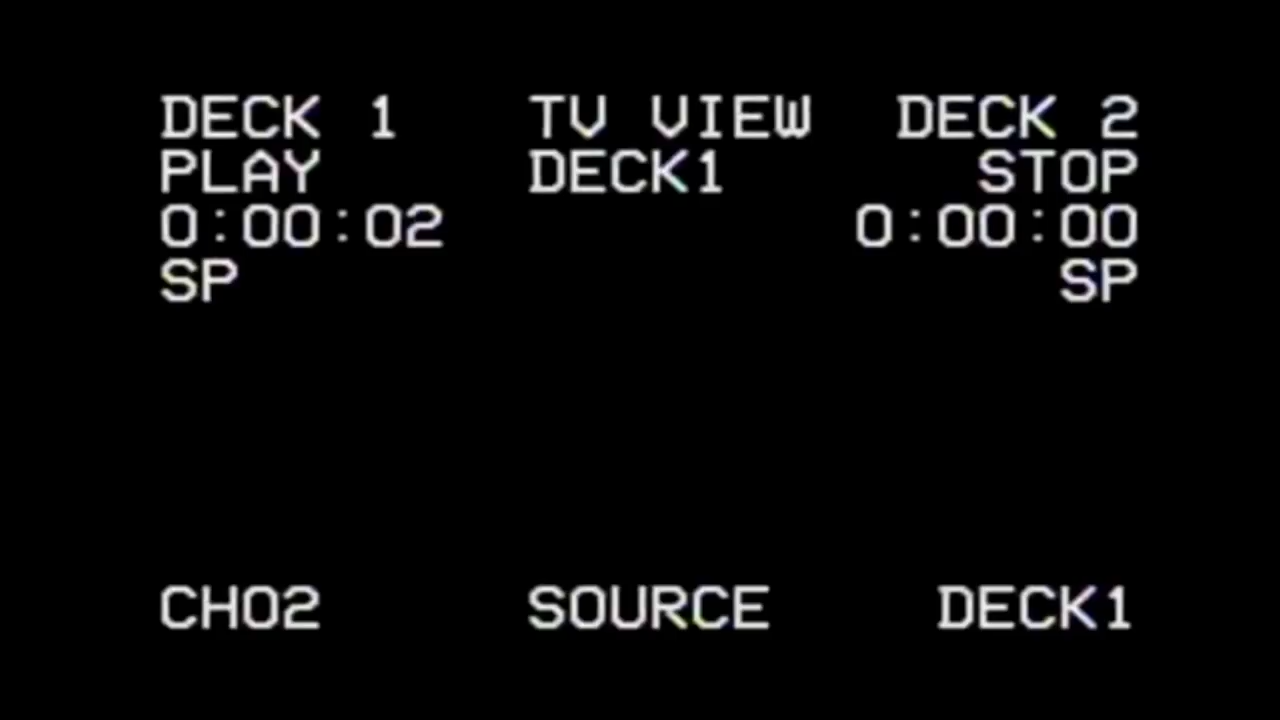 DECK 1 TV VIEW DECK 2
PLAY DECK1 STOP
0:00:02 0:00:00
SP SP
CH02 SOURCE DECK1